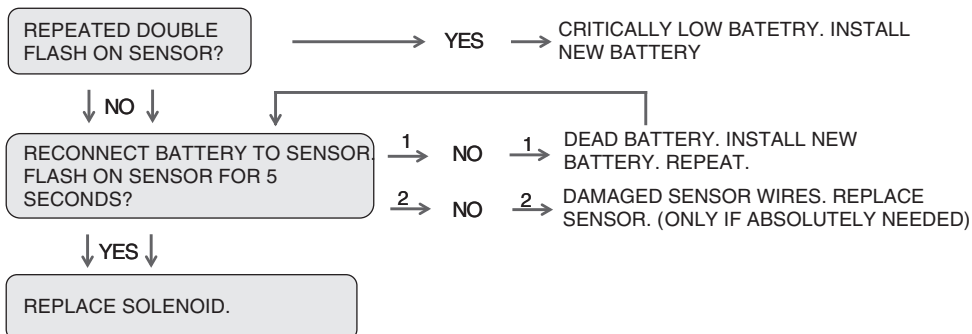 REPEATED DOUBLE
FLASH ON SENSOR?
YES
CRITICALLY LOW BATETRY. INSTALL
NEW BATTERY
NO
RECONNECT BATTERY TO SENSOR.
FLASH ON SENSOR FOR 5
SECONDS?
1
NO
1
DEAD BATTERY. INSTALL NEW
BATTERY. REPEAT.
2
NO
2
DAMAGED SENSOR WIRES. REPLACE
SENSOR. (ONLY IF ABSOLUTELY NEEDED)
YES
REPLACE SOLENOID.